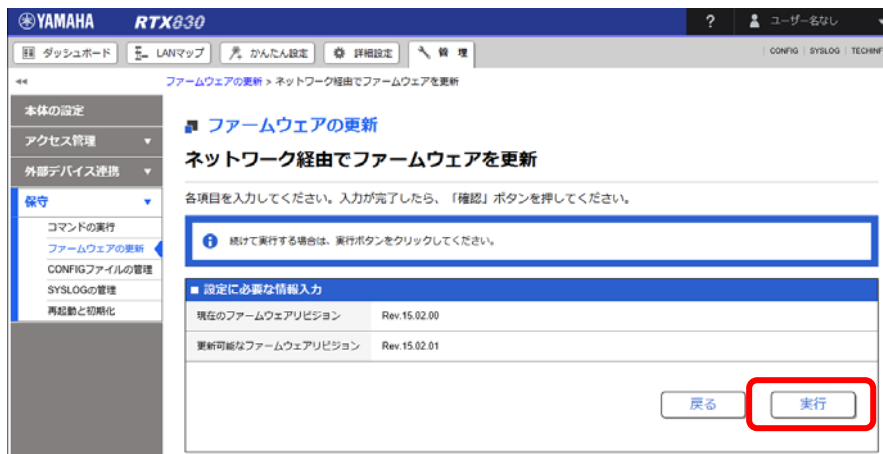 YAMAHA RTX830 ? ユーザー名なし
ダッシュボード LANマップ かんたん設定 詳細設定 管理 CONFIG | SYSLOG | TECHINF
ファームウェアの更新 > ネットワーク経由でファームウェアを更新
本体の設定
アクセス管理
外部デバイス連携
保守
コマンドの実行
ファームウェアの更新
CONFIGファイルの管理
SYSLOGの管理
再起動と初期化
ファームウェアの更新
ネットワーク経由でファームウェアを更新
各項目を入力してください。入力が完了したら、「確認」ボタンを押してください。
続けて実行する場合は、実行ボタンをクリックしてください。
■ 設定に必要な情報入力
現在のファームウェアリビジョン Rev.15.02.00
更新可能なファームウェアリビジョン Rev.15.02.01
戻る 実行